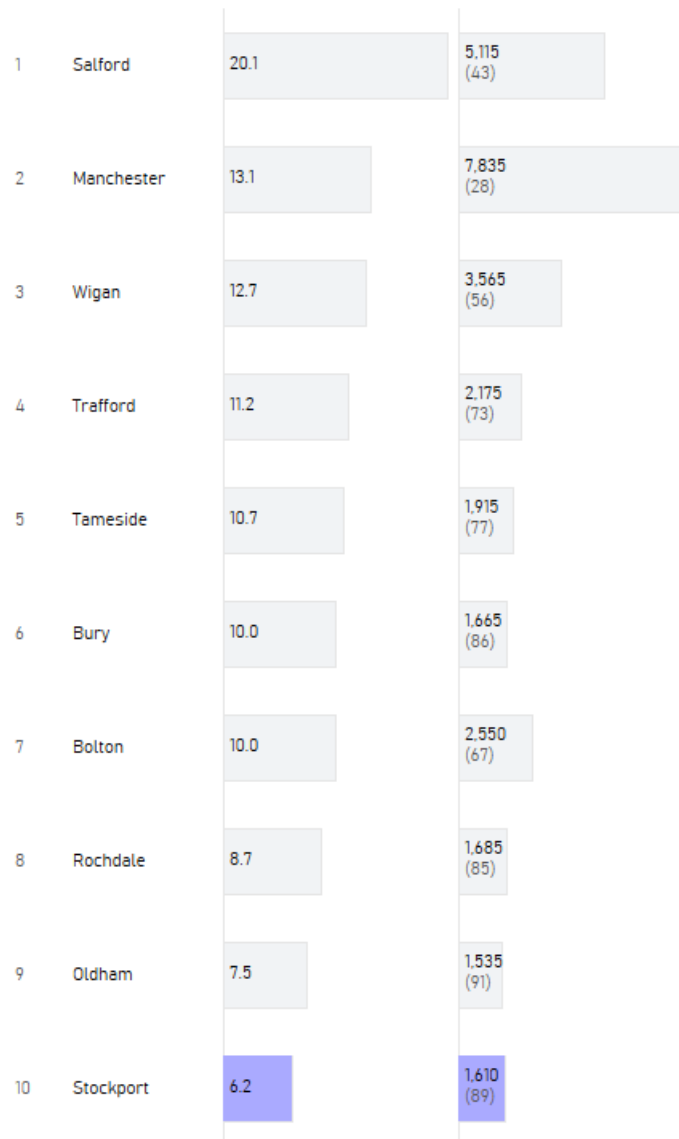 1 Salford 20.1 5,115
(43)
2 Manchester 13.1 7,835
(28)
3 Wigan 12.7 3,565
(56)
4 Trafford 11.2 2,175
(73)
5 Tameside 10.7 1,915
(77)
6 Bury 10.0 1,665
(86)
7 Bolton 10.0 2,550
(67)
8 Rochdale 8.7 1,685
(85)
9 Oldham 7.5 1,535
(91)
10 Stockport 6.2 1,610
(89)